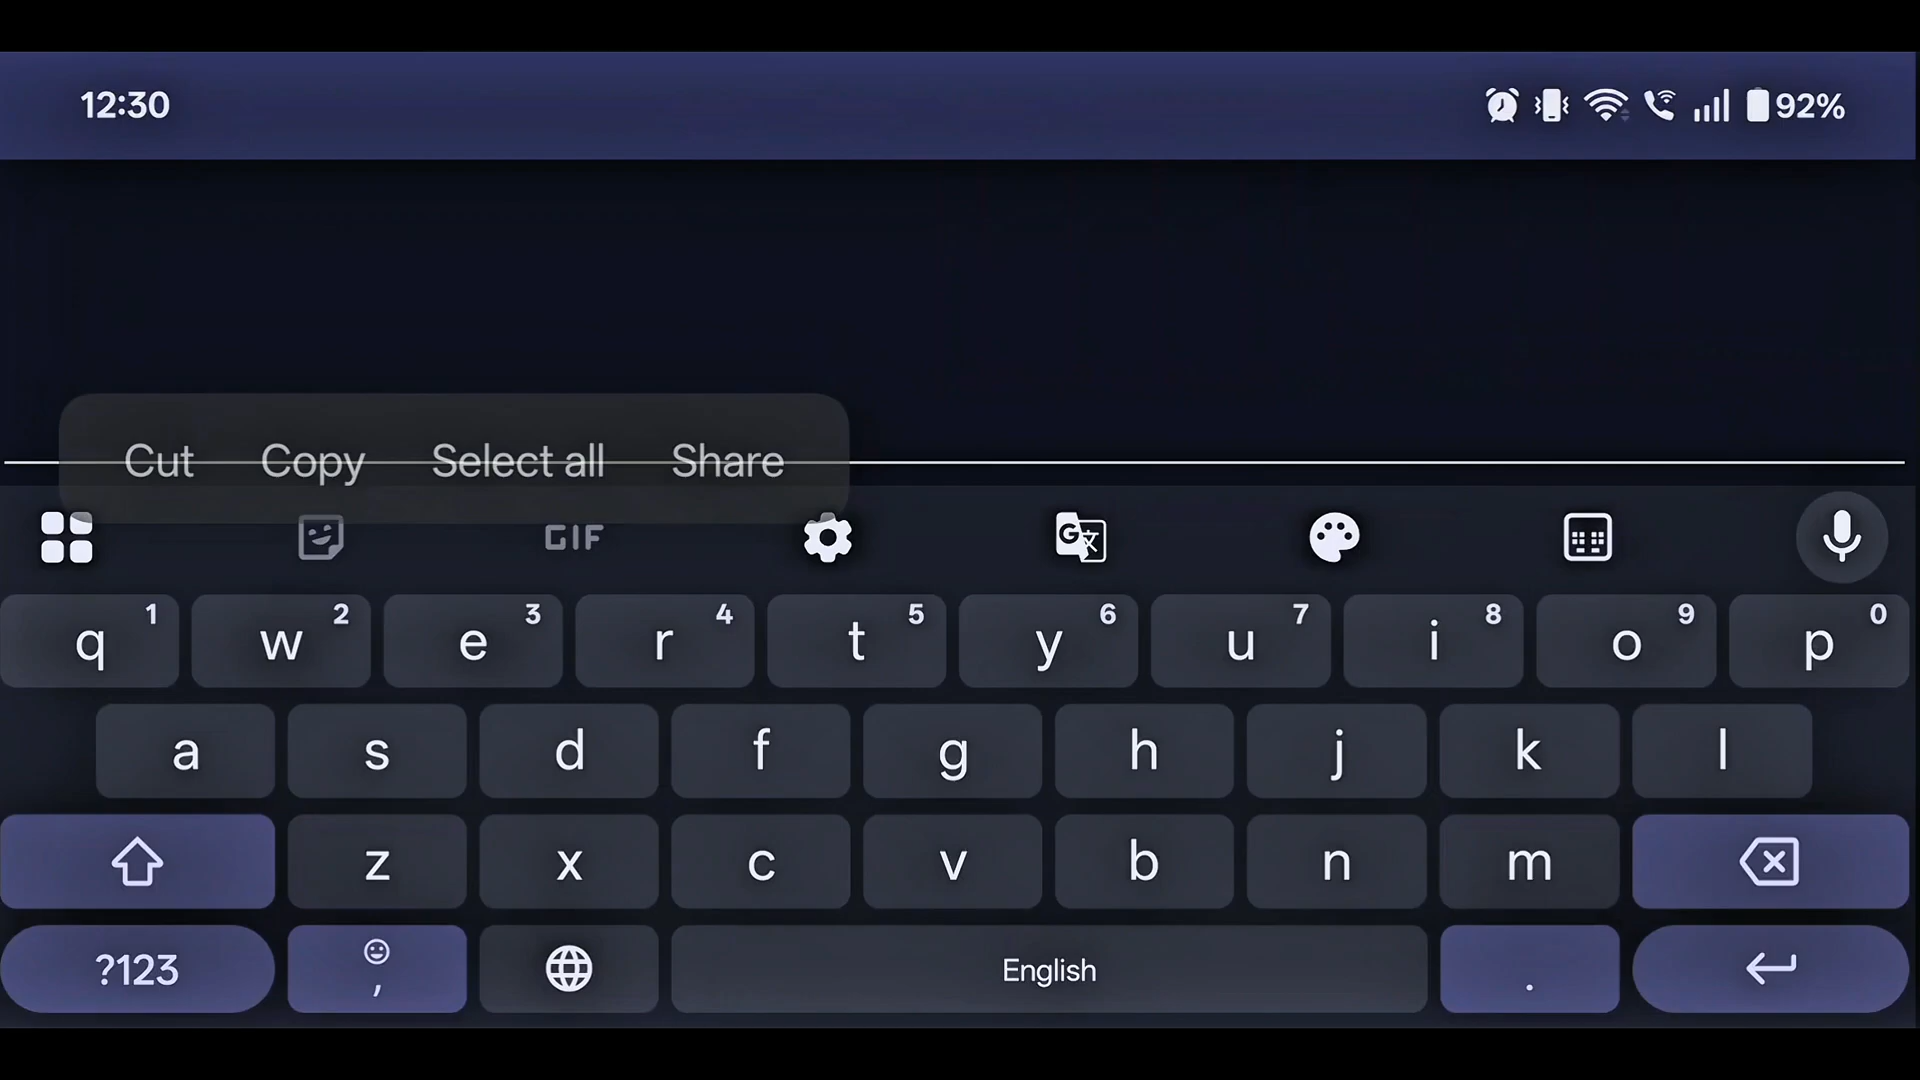 12:30 92%
Cut Copy Select all Share
GIF G 文
q 1 w 2 e 3 r 4 t 5 y 6 u 7 i 8 o 9 p 0
a s d f g h j k l
z x c v b n m
?123 , English .